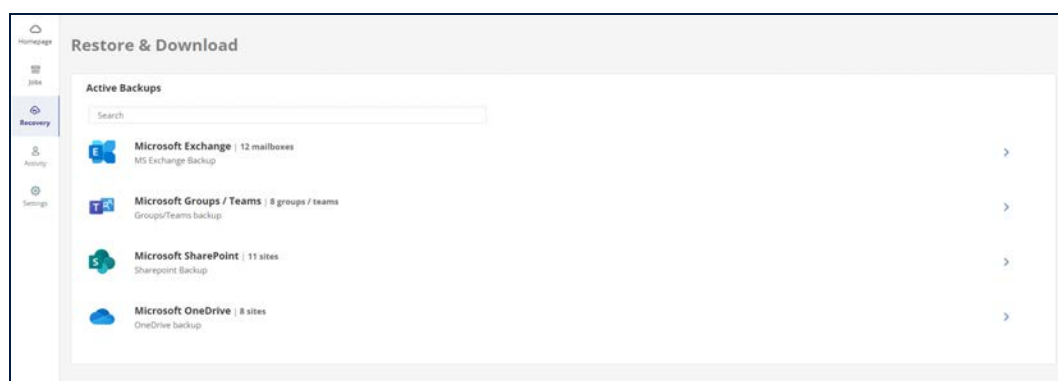 Homepage
Restore & Download
Jobs
Active Backups
Search
Recovery
Microsoft Exchange | 12 mailboxes
MS Exchange Backup
Activity
Settings
Microsoft Groups / Teams | 8 groups / teams
Groups/Teams backup
Microsoft SharePoint | 11 sites
Sharepoint Backup
Microsoft OneDrive | 8 sites
OneDrive backup